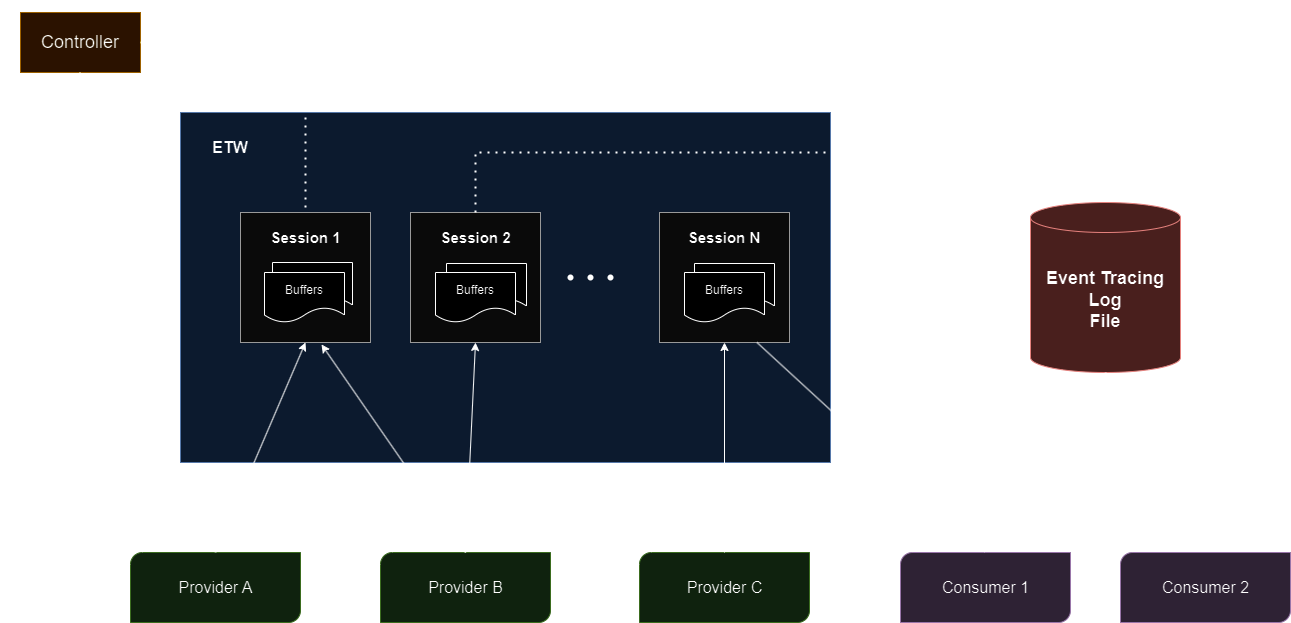 Controller
ETW
Session 1
Session 2
Session N
Buffers
Buffers
Buffers
Event Tracing
Log
File
Provider A
Provider B
Provider C
Consumer 1
Consumer 2